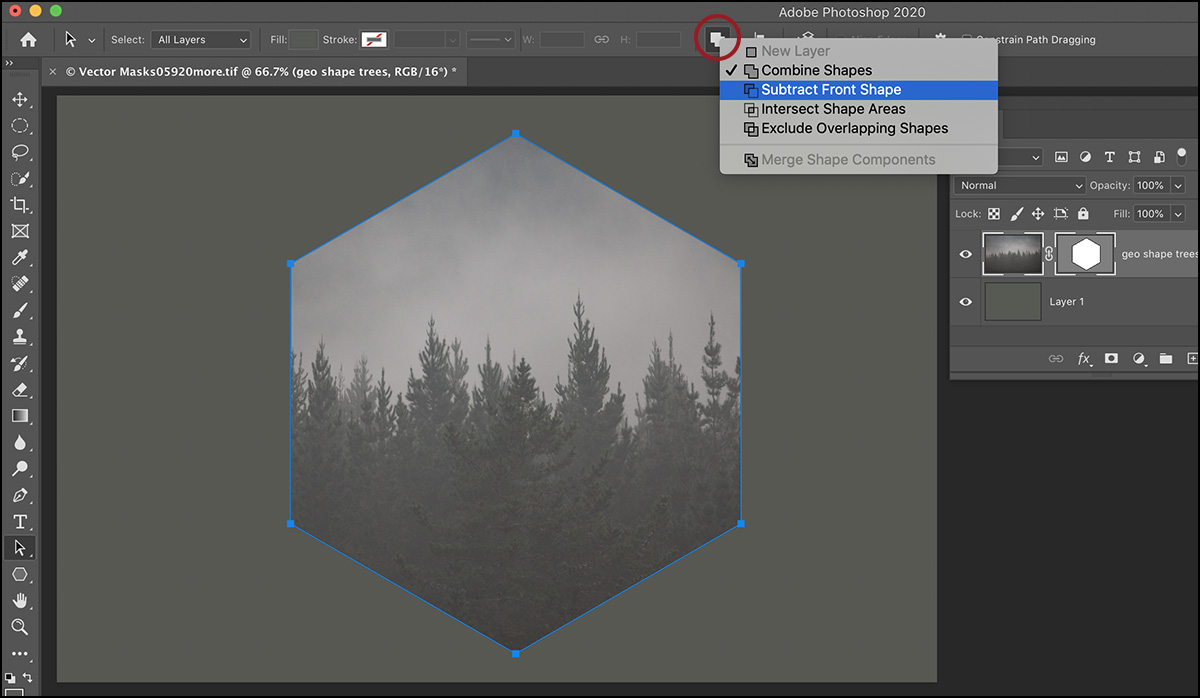 Adobe Photoshop 2020
Select: All Layers Fill: Stroke: W: H: Constrain Path Dragging
New Layer
✓ Combine Shapes
Subtract Front Shape
Intersect Shape Areas
Exclude Overlapping Shapes
Merge Shape Components
× © Vector Masks05920more.tif @ 66.7% (geo shape trees, RGB/16*) *
Normal Opacity: 100%
Lock: Fill: 100%
geo shape trees
Layer 1
fx